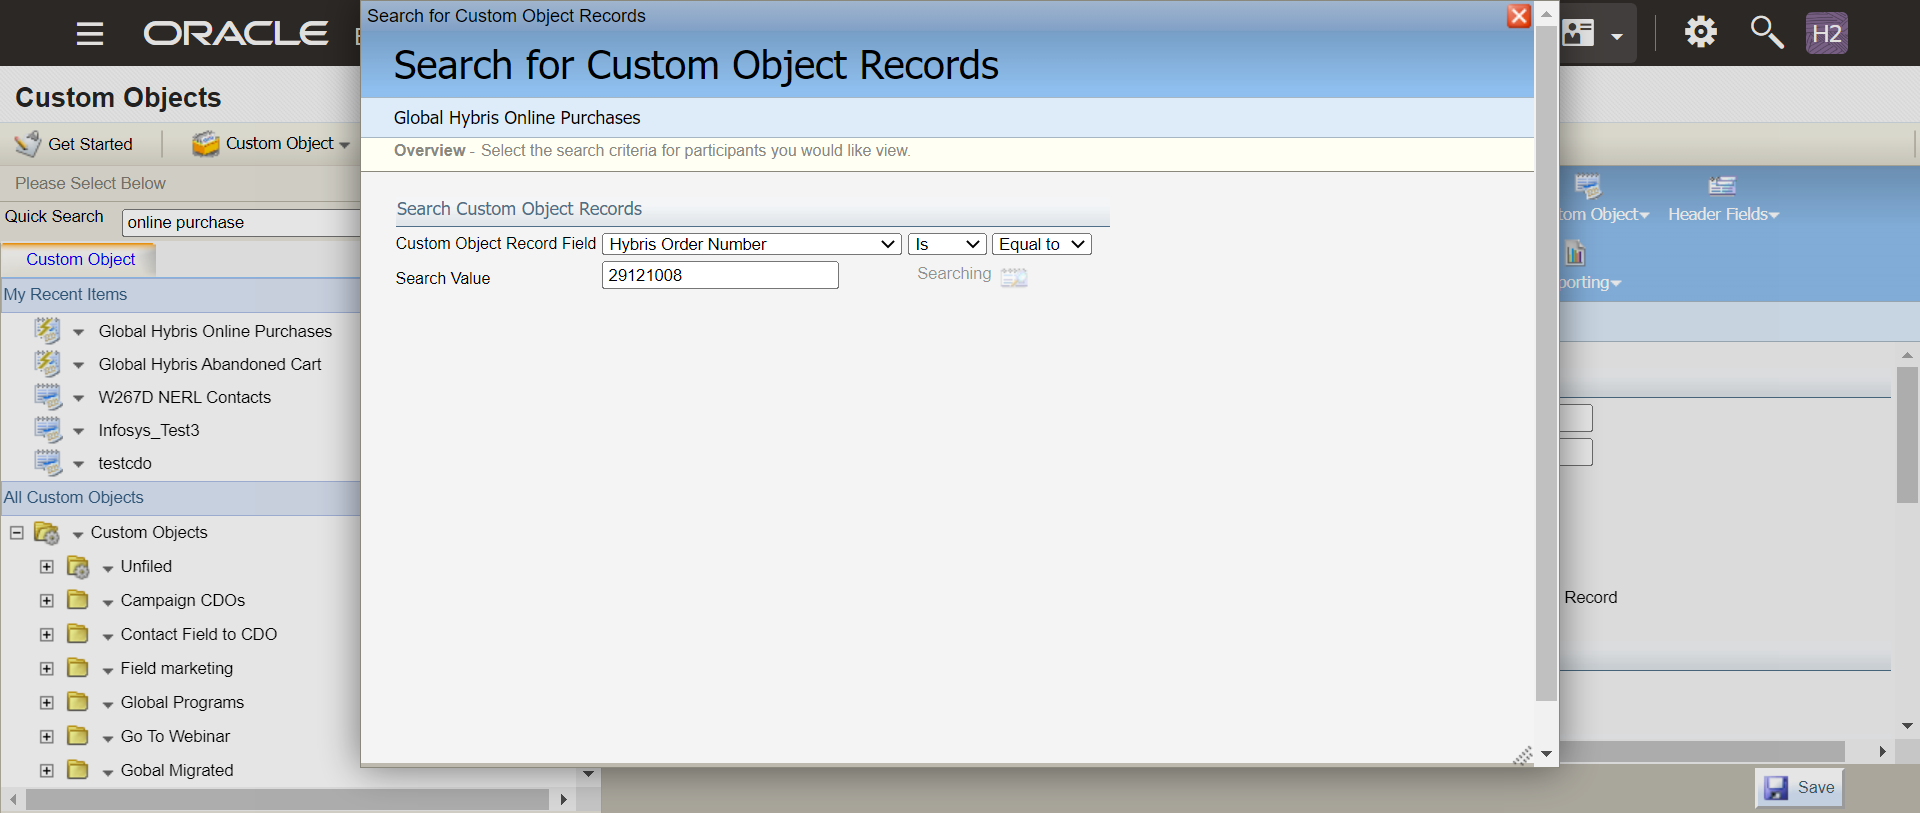 Search for Custom Object Records
ORACLE
H2
Search for Custom Object Records
Custom Objects
Global Hybris Online Purchases
Get Started
Custom Object
Overview - Select the search criteria for participants you would like view.
Please Select Below
Quick Search online purchase
Custom Object
Search Custom Object Records
Custom Object Record Field Hybris Order Number Is Equal to
Search Value 29121008 Searching
om Object
Header Fields
orting
My Recent Items
Global Hybris Online Purchases
Global Hybris Abandoned Cart
W267D NERL Contacts
Infosys_Test3
testcdo
All Custom Objects
Custom Objects
Unfiled
Campaign CDOs
Contact Field to CDO
Field marketing
Global Programs
Go To Webinar
Gobal Migrated
Record
Save